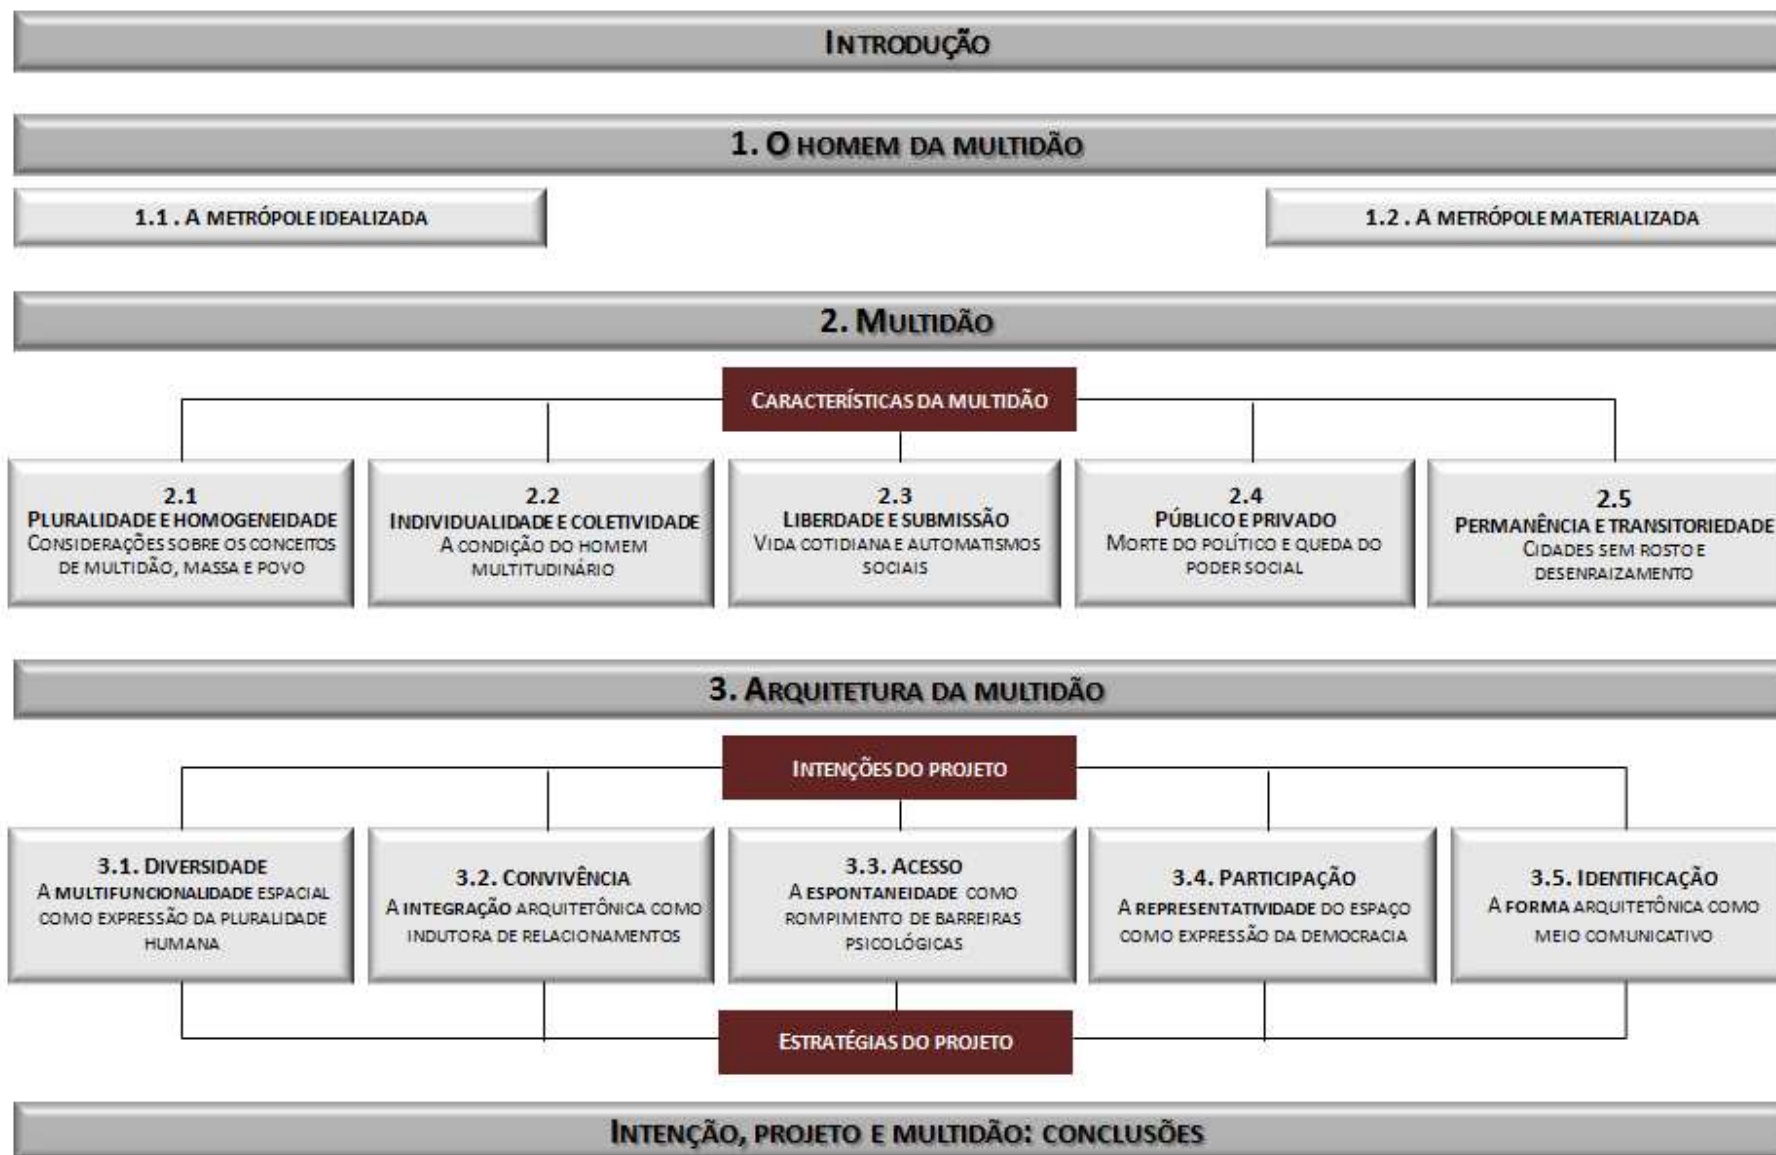 INTRODUÇÃO
1. O HOMEM DA MULTIDÃO
1.1 . A METRÓPOLE IDEALIZADA
1.2 . A METRÓPOLE MATERIALIZADA
2. MULTIDÃO
CARACTERÍSTICAS DA MULTIDÃO
2.1
PLURALIDADE E HOMOGENEIDADE
CONSIDERAÇÕES SOBRE OS CONCEITOS
DE MULTIDÃO, MASSA E POVO
2.2
INDIVIDUALIDADE E COLETIVIDADE
A CONDIÇÃO DO HOMEM
MULTITUDINÁRIO
2.3
LIBERDADE E SUBMISSÃO
VIDA COTIDIANA E AUTOMATISMOS
SOCIAIS
2.4
PÚBLICO E PRIVADO
MORTE DO POLÍTICO E QUEDA DO
PODER SOCIAL
2.5
PERMANÊNCIA E TRANSITORIEDADE
CIDADES SEM ROSTO E
DESENRAIZAMENTO
3. ARQUITETURA DA MULTIDÃO
INTENÇÕES DO PROJETO
3.1. DIVERSIDADE
A MULTIFUNCIONALIDADE ESPACIAL
COMO EXPRESSÃO DA PLURALIDADE
HUMANA
3.2. CONVIVÊNCIA
A INTEGRAÇÃO ARQUITETÔNICA COMO
INDUTORA DE RELACIONAMENTOS
3.3. ACESSO
A ESPONTANEIDADE COMO
ROMPIMENTO DE BARREIRAS
PSICOLÓGICAS
3.4. PARTICIPAÇÃO
A REPRESENTATIVIDADE DO ESPAÇO
COMO EXPRESSÃO DA DEMOCRACIA
3.5. IDENTIFICAÇÃO
A FORMA ARQUITETÔNICA COMO
MEIO COMUNICATIVO
ESTRATÉGIAS DO PROJETO
INTENÇÃO, PROJETO E MULTIDÃO: CONCLUSÕES